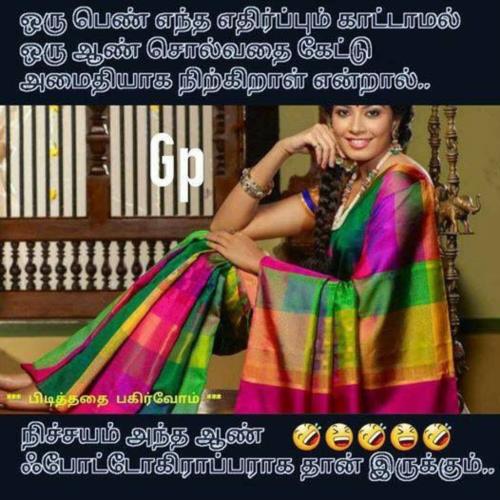 ஒரு பெண் எந்த எதிர்ப்பும் காட்டாமல்
ஒரு ஆண் சொல்வதை கேட்டு
அமைதியாக நிற்கிறாள் என்றால்..
Gp
*** பிடித்ததை பகிர்வோம் ***
நிச்சயம் அந்த ஆண் 🤣😆🤣😆🤣
ஃபோட்டோகிராப்பராக தான் இருக்கும்..